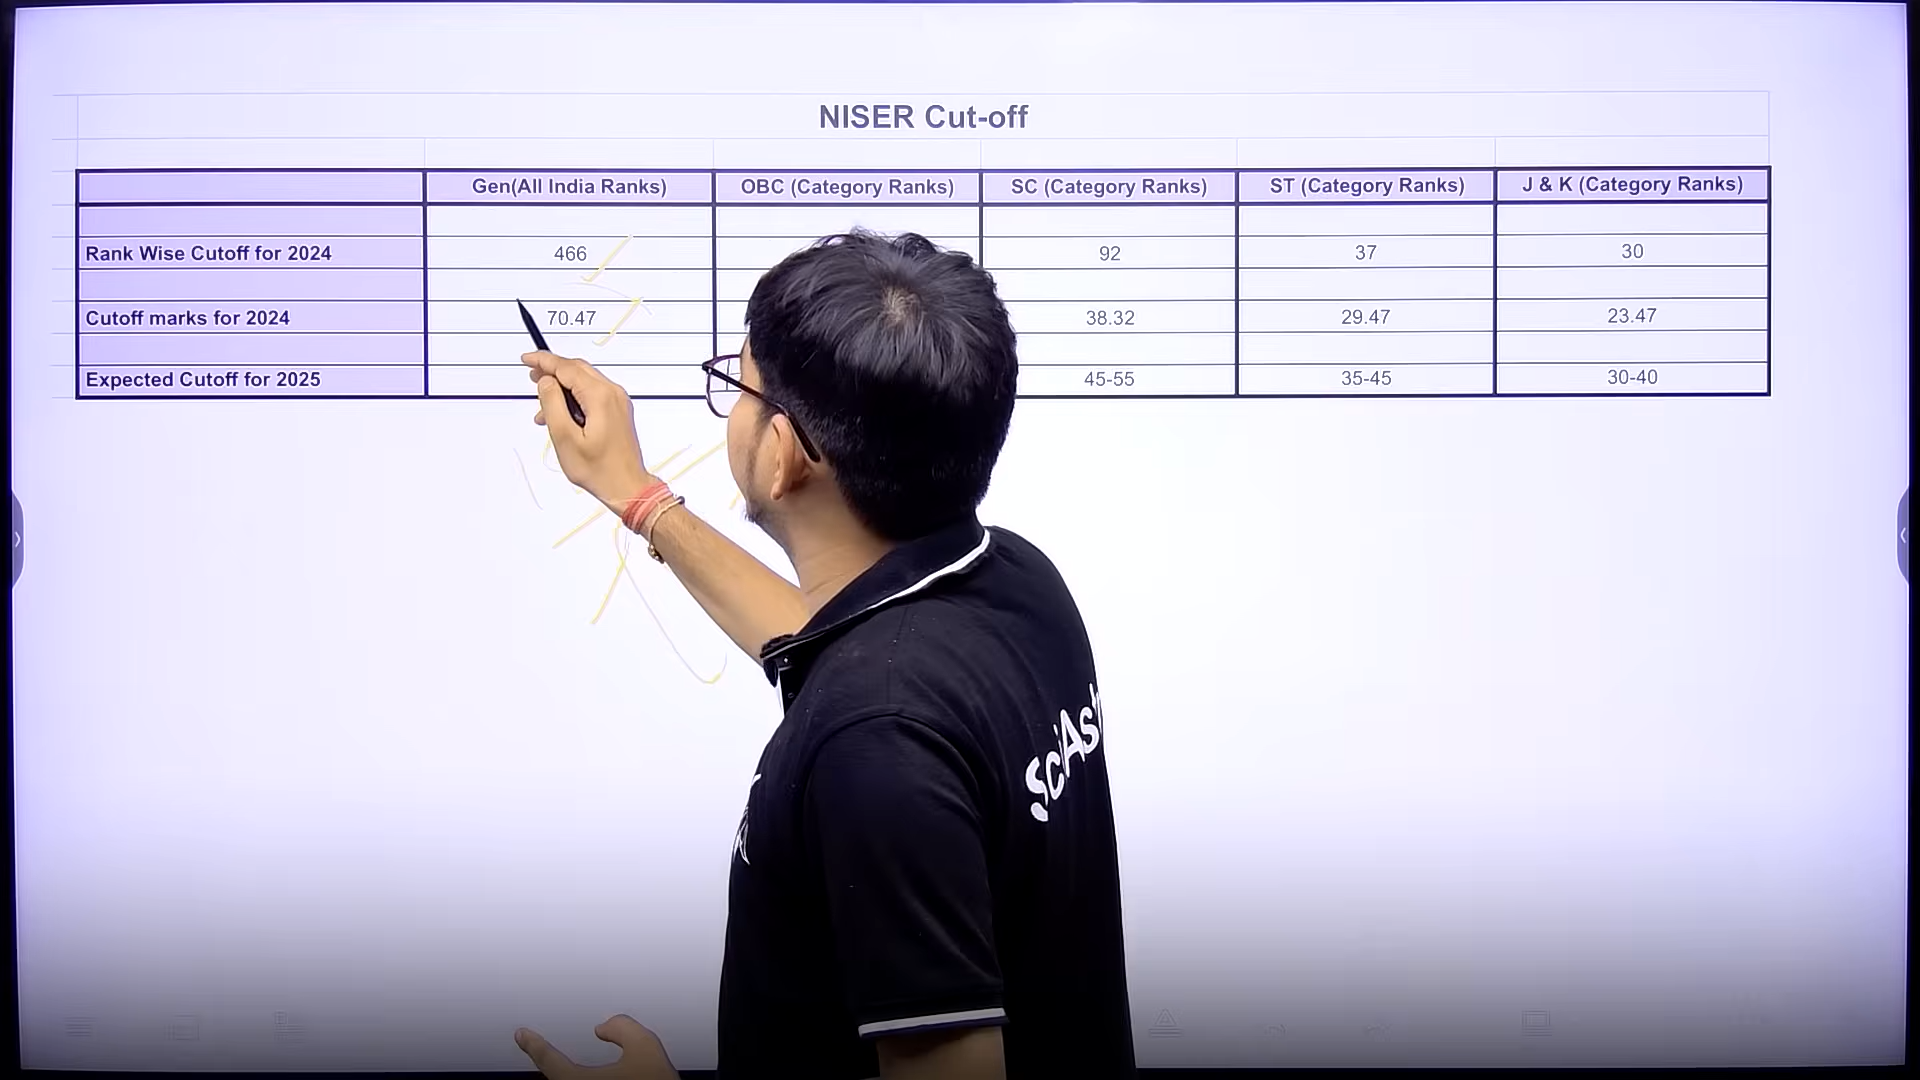 NISER Cut-off
Gen(All India Ranks) OBC (Category Ranks) SC (Category Ranks) ST (Category Ranks) J & K (Category Ranks)
Rank Wise Cutoff for 2024 466 92 37 30
Cutoff marks for 2024 70.47 38.32 29.47 23.47
Expected Cutoff for 2025 45-55 35-45 30-40
SciAst